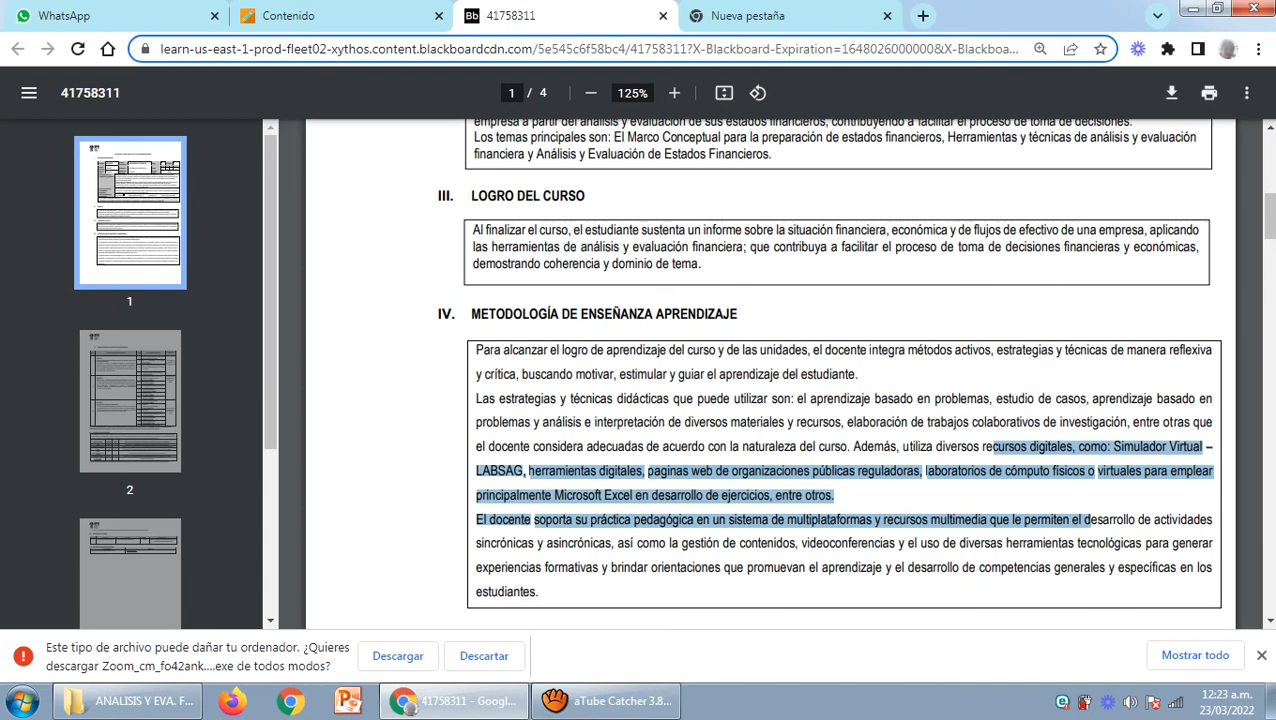 WhatsApp
Contenido
Bb 41758311
Nueva pestaña
learn-us-east-1-prod-fleet02-xythos.content.blackboardcdn.com/5e545c6f58bc4/41758311?X-Blackboard-Expiration=1648026000000&X-Blackboa...
41758311
1 / 4
125%
empresa a partir del análisis y evaluación de sus estados financieros, contribuyendo a facilitar el proceso de toma de decisiones.
Los temas principales son: El Marco Conceptual para la preparación de estados financieros, Herramientas y técnicas de análisis y evaluación
financiera y Análisis y Evaluación de Estados Financieros.
III. LOGRO DEL CURSO
Al finalizar el curso, el estudiante sustenta un informe sobre la situación financiera, económica y de flujos de efectivo de una empresa, aplicando
las herramientas de análisis y evaluación financiera; que contribuya a facilitar el proceso de toma de decisiones financieras y económicas,
demostrando coherencia y dominio de tema.
IV. METODOLOGÍA DE ENSEÑANZA APRENDIZAJE
Para alcanzar el logro de aprendizaje del curso y de las unidades, el docente integra métodos activos, estrategias y técnicas de manera reflexiva
y crítica, buscando motivar, estimular y guiar el aprendizaje del estudiante.
Las estrategias y técnicas didácticas que puede utilizar son: el aprendizaje basado en problemas, estudio de casos, aprendizaje basado en
problemas y análisis e interpretación de diversos materiales y recursos, elaboración de trabajos colaborativos de investigación, entre otras que
el docente considera adecuadas de acuerdo con la naturaleza del curso. Además, utiliza diversos recursos digitales, como: Simulador Virtual –
LABSAG, herramientas digitales, paginas web de organizaciones públicas reguladoras, laboratorios de cómputo físicos o virtuales para emplear
principalmente Microsoft Excel en desarrollo de ejercicios, entre otros.
El docente soporta su práctica pedagógica en un sistema de multiplataformas y recursos multimedia que le permiten el desarrollo de actividades
sincrónicas y asincrónicas, así como la gestión de contenidos, videoconferencias y el uso de diversas herramientas tecnológicas para generar
experiencias formativas y brindar orientaciones que promuevan el aprendizaje y el desarrollo de competencias generales y específicas en los
estudiantes.
1
2
Este tipo de archivo puede dañar tu ordenador. ¿Quieres
descargar Zoom_cm_fo42ank....exe de todos modos?
Descargar
Descartar
Mostrar todo
ANALISIS Y EVA. F...
41758311 - Googl...
aTube Catcher 3.8...
12:23 a.m.
23/03/2022